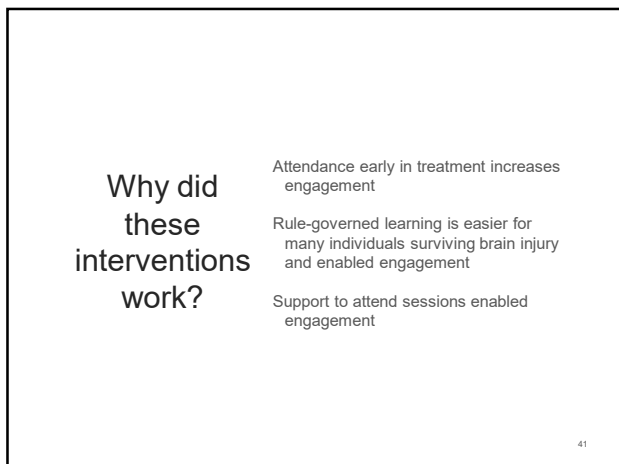 Why did
these
interventions
work?
Attendance early in treatment increases
engagement
Rule-governed learning is easier for
many individuals surviving brain injury
and enabled engagement
Support to attend sessions enabled
engagement
41